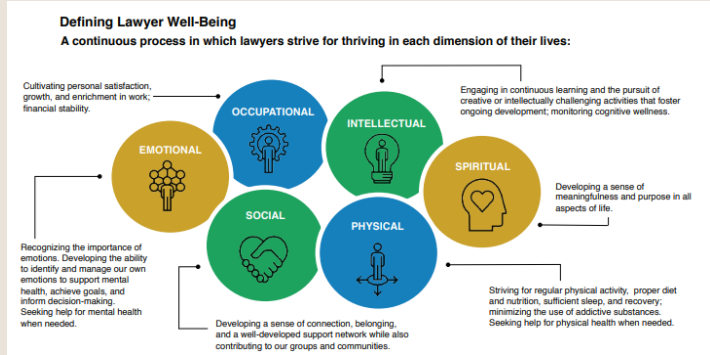 Defining Lawyer Well-Being
A continuous process in which lawyers strive for thriving in each dimension of their lives:
Cultivating personal satisfaction,
growth, and enrichment in work;
financial stability.
OCCUPATIONAL
Engaging in continuous learning and the pursuit of
creative or intellectually challenging activities that foster
ongoing development; monitoring cognitive wellness.
INTELLECTUAL
EMOTIONAL
SPIRITUAL
Developing a sense of
meaningfulness and purpose in all
aspects of life.
SOCIAL
PHYSICAL
Recognizing the importance of
emotions. Developing the ability
to identify and manage our own
emotions to support mental
health, achieve goals, and
inform decision-making.
Seeking help for mental health
when needed.
Striving for regular physical activity, proper diet
and nutrition, sufficient sleep, and recovery;
minimizing the use of addictive substances.
Seeking help for physical health when needed.
Developing a sense of connection, belonging,
and a well-developed support network while also
contributing to our groups and communities.